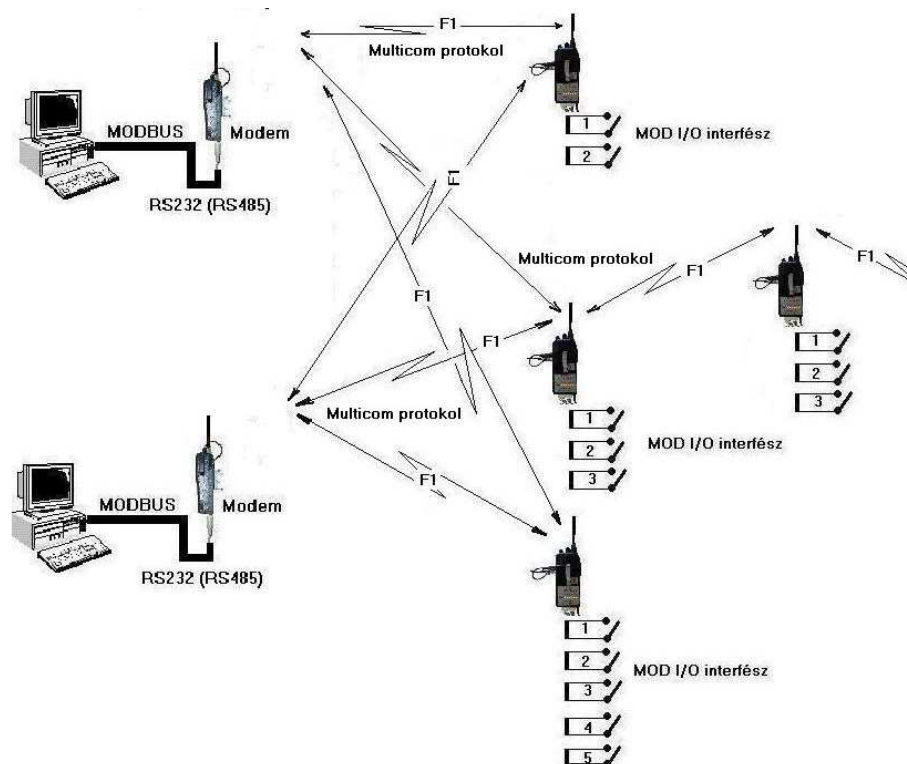 F1
Multicom protokol
MODBUS
Modem
RS232 (RS485)
1
2
MOD I/O interfész
F1
Multicom protokol
F1
F1
F1
1
2
3
Multicom protokol
1
2
3
MOD I/O interfész
F1
MODBUS
Modem
RS232 (RS485)
F1
1
2
3
4
5
MOD I/O interfész